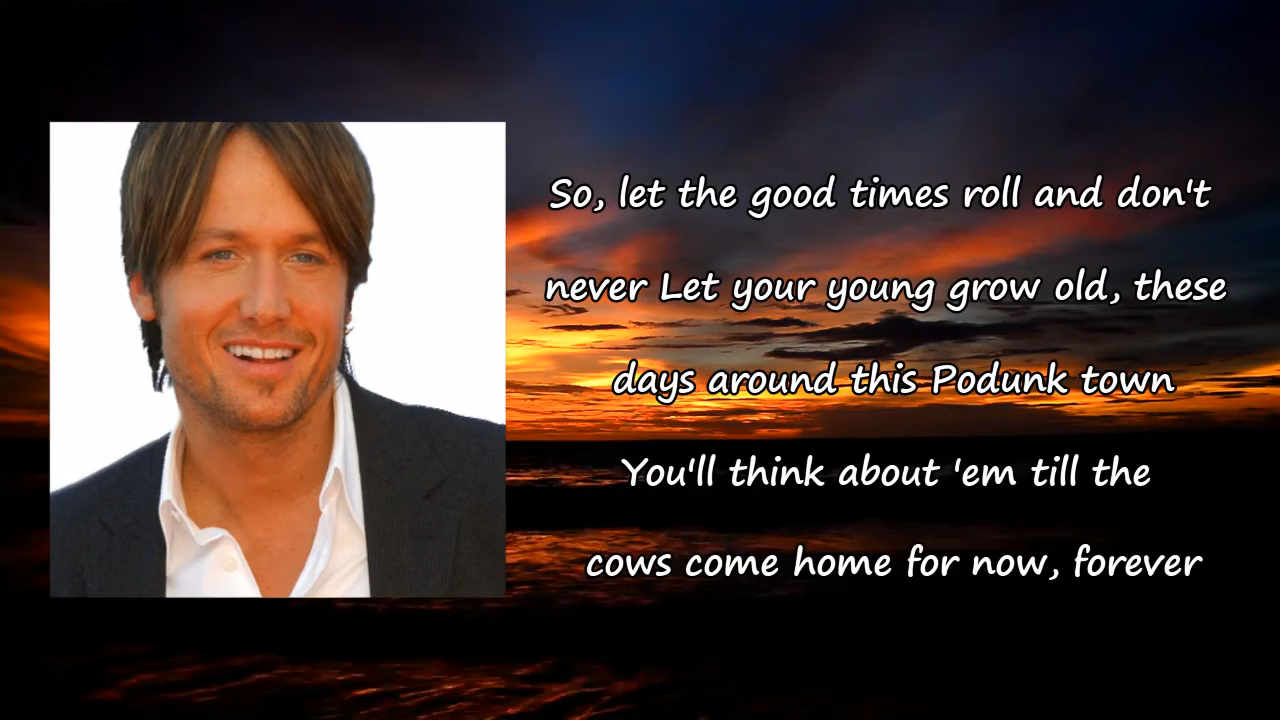 So, let the good times roll and don't
never Let your young grow old, these
days around this Podunk town
You'll think about 'em till the
cows come home for now, forever